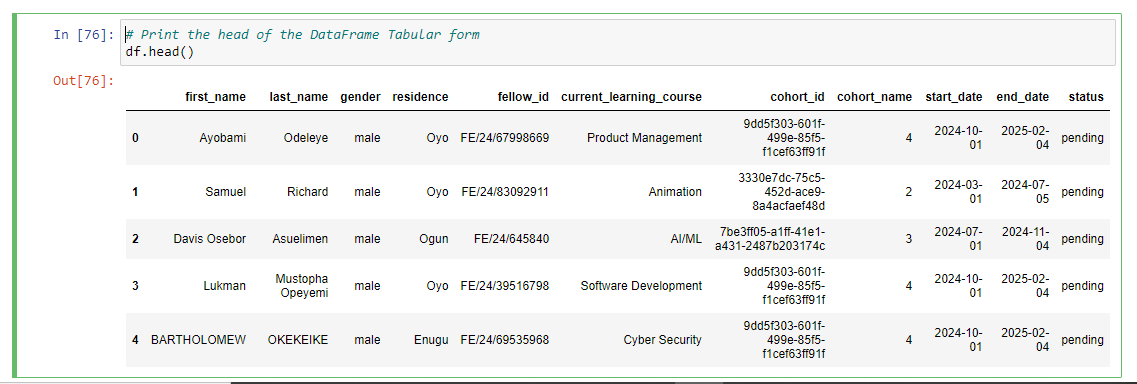 In [76]: # Print the head of the DataFrame Tabular form
df.head()
Out[76]:
first_name last_name gender residence fellow_id current_learning_course cohort_id cohort_name start_date end_date status
0 Ayobami Odeleye male Oyo FE/24/67998669 Product Management 9dd5f303-601f-499e-85f5-f1cef63ff91f 4 2024-10-01 2025-02-04 pending
1 Samuel Richard male Oyo FE/24/83092911 Animation 3330e7dc-75c5-452d-ace9-8a4acfaef48d 2 2024-03-01 2024-07-05 pending
2 Davis Osebor Asuelimen male Ogun FE/24/645840 AI/ML 7be3ff05-a1ff-41e1-a431-2487b203174c 3 2024-07-01 2024-11-04 pending
3 Lukman Mustopha Opeyemi male Oyo FE/24/39516798 Software Development 9dd5f303-601f-499e-85f5-f1cef63ff91f 4 2024-10-01 2025-02-04 pending
4 BARTHOLOMEW OKEKEIKE male Enugu FE/24/69535968 Cyber Security 9dd5f303-601f-499e-85f5-f1cef63ff91f 4 2024-10-01 2025-02-04 pending